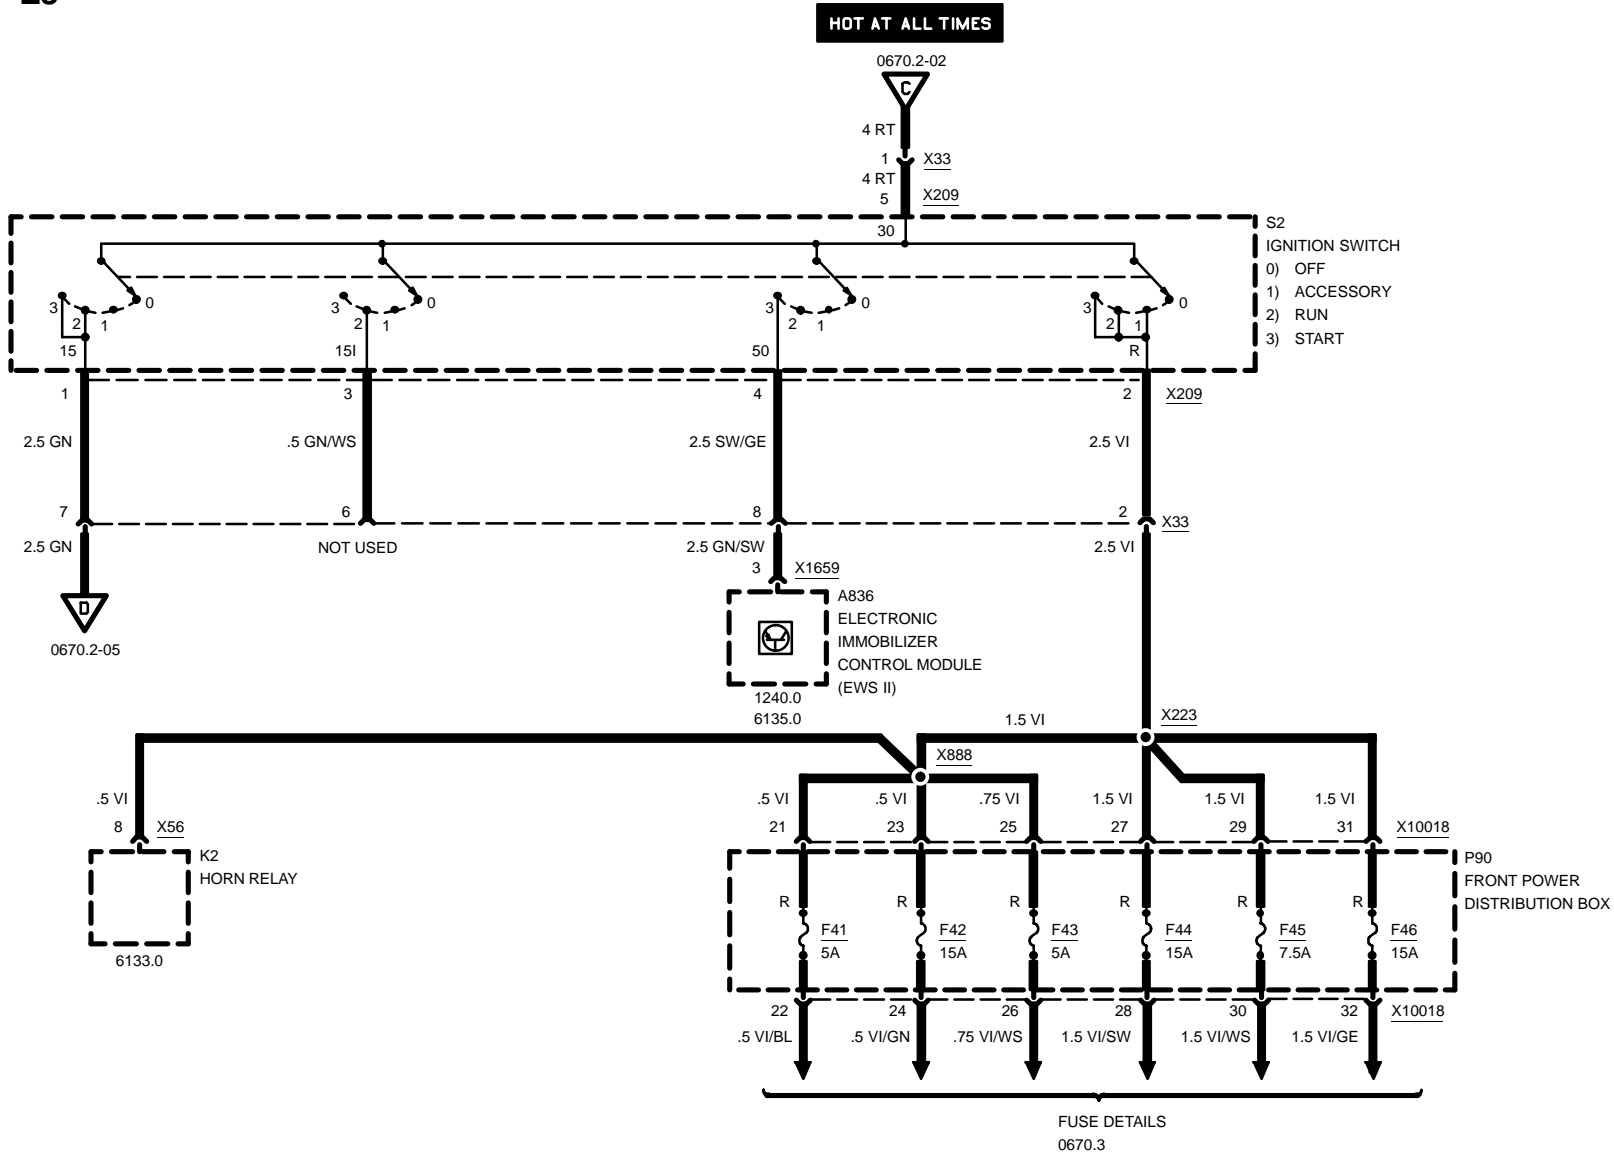 HOT AT ALL TIMES
0670.2-02
C
4 RT
1 X33
4 RT
5 X209
30
S2
IGNITION SWITCH
0) OFF
1) ACCESSORY
2) RUN
3) START
3 2 1 0
3 2 1 0
3 2 1 0
3 2 1 0
15 15I 50 R
1 3 4 2 X209
2.5 GN .5 GN/WS 2.5 SW/GE 2.5 VI
7 6 8 2 X33
2.5 GN NOT USED 2.5 GN/SW 2.5 VI
3 X1659
D
0670.2-05
A836
ELECTRONIC
IMMOBILIZER
CONTROL MODULE
(EWS II)
1240.0
6135.0
1.5 VI X223
X888
.5 VI .5 VI .5 VI .75 VI 1.5 VI 1.5 VI 1.5 VI
8 X56 21 23 25 27 29 31 X10018
K2
HORN RELAY
6133.0
P90
FRONT POWER
DISTRIBUTION BOX
R R R R R R
F41 F42 F43 F44 F45 F46
5A 15A 5A 15A 7.5A 15A
22 24 26 28 30 32 X10018
.5 VI/BL .5 VI/GN .75 VI/WS 1.5 VI/SW 1.5 VI/WS 1.5 VI/GE
FUSE DETAILS
0670.3